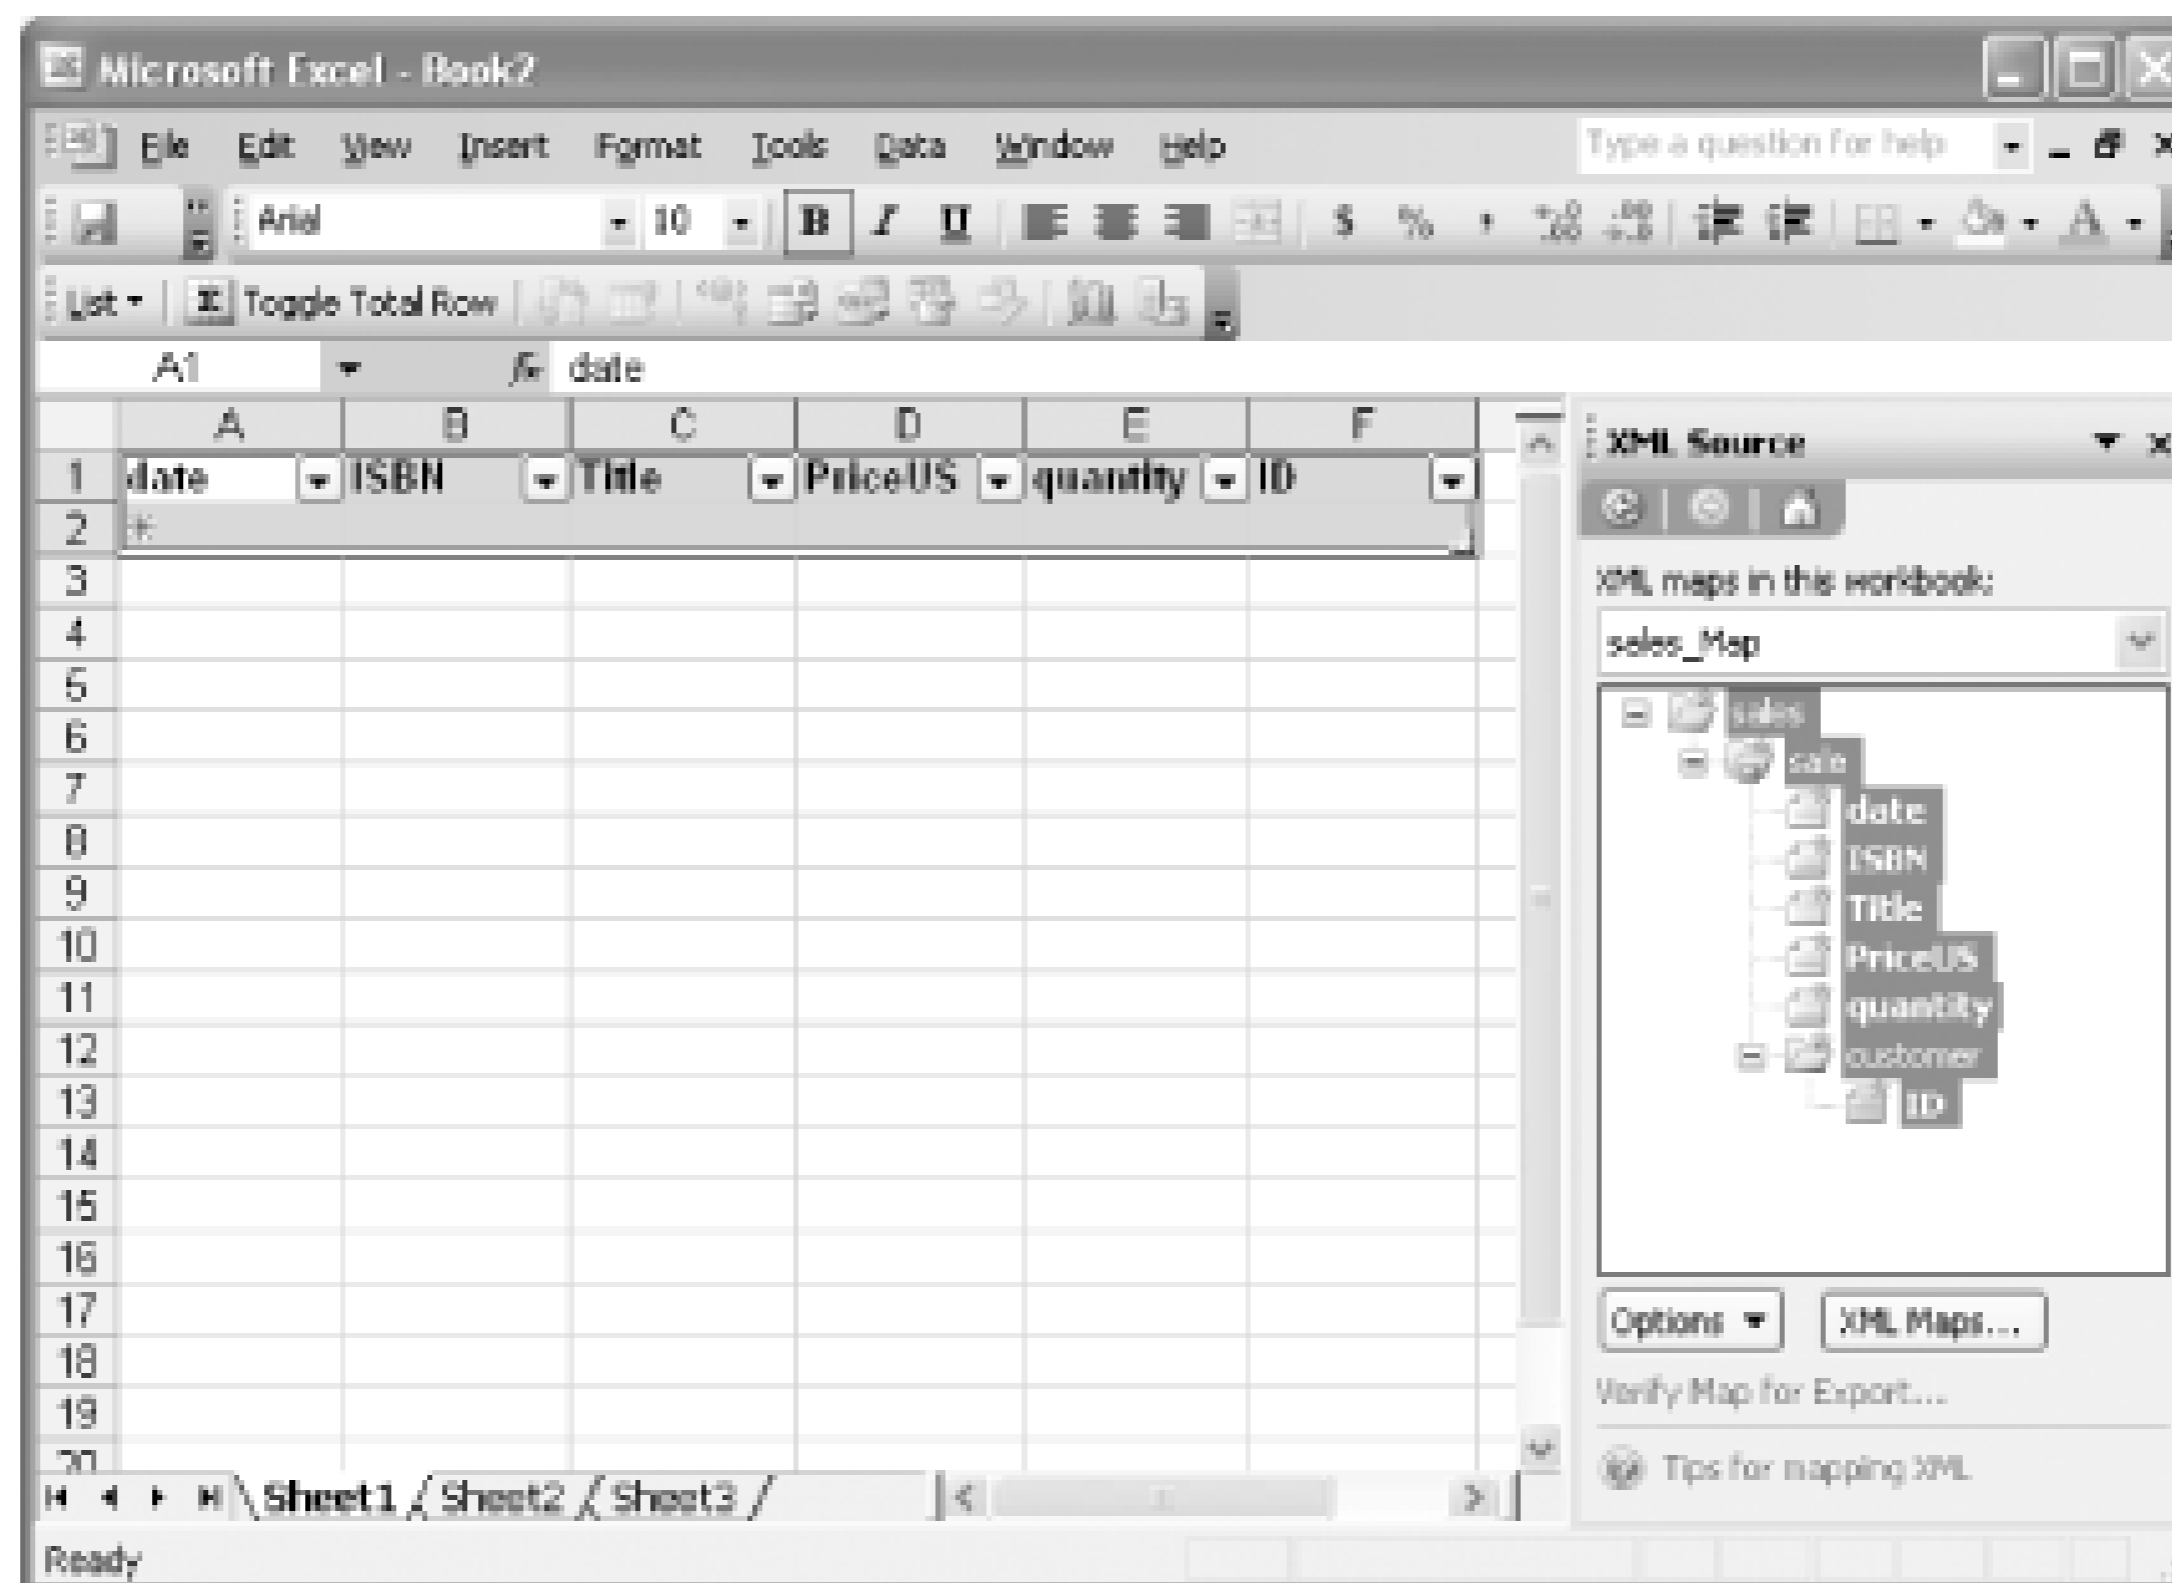 Microsoft Excel - Book2
File Edit View Insert Format Tools Data Window Help Type a question for help
Arial 10 B I U $ % ,
List Σ Toggle Total Row
A1 fx date
A B C D E F
XML Source
1 date ISBN Title PriceUS quantity ID
2 *
XML maps in this workbook:
3
4
sales_Map
5
sales
6
sale
7
date
8
ISBN
9
Title
10
PriceUS
11
quantity
12
customer
13
ID
14
15
16
17
Options XML Maps...
18
Verify Map for Export...
19
20
Tips for mapping XML
Sheet1 Sheet2 Sheet3
Ready